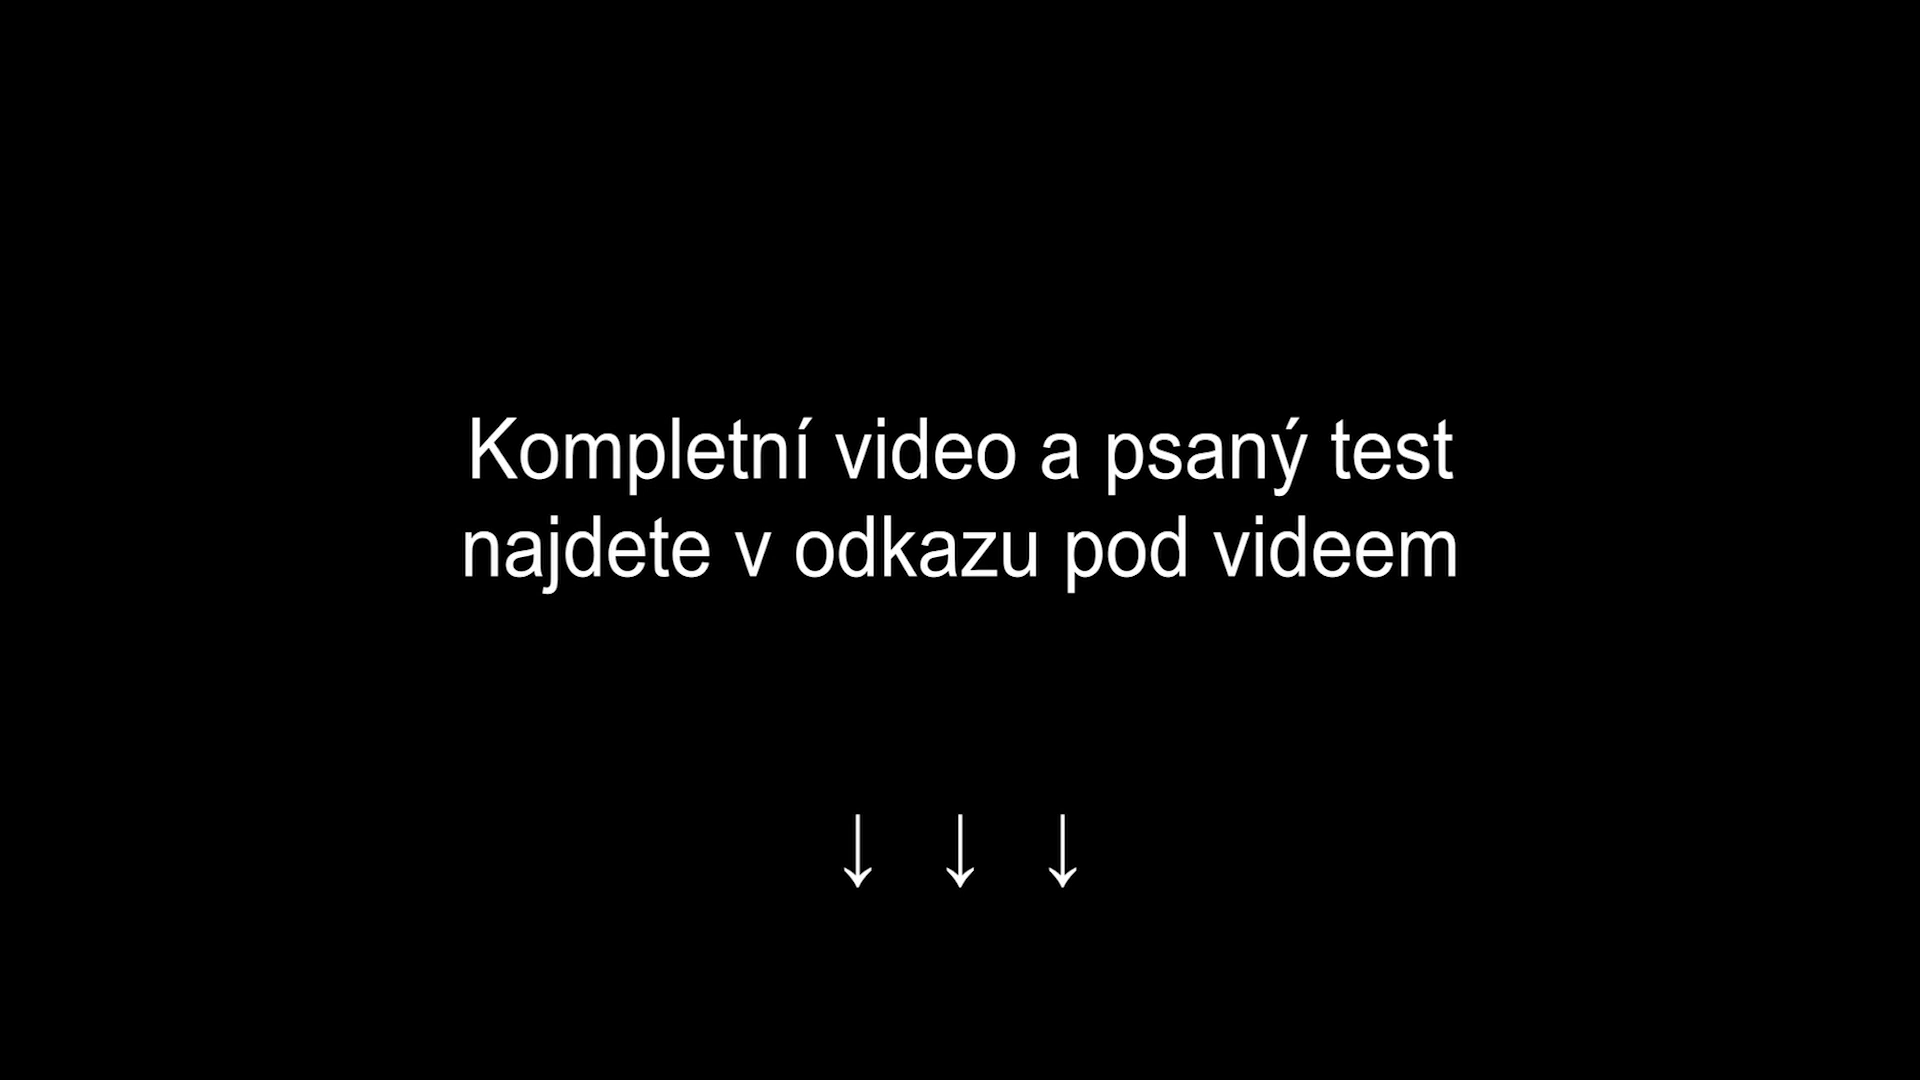 Kompletní video a psaný test
najdete v odkazu pod videem
↓ ↓ ↓